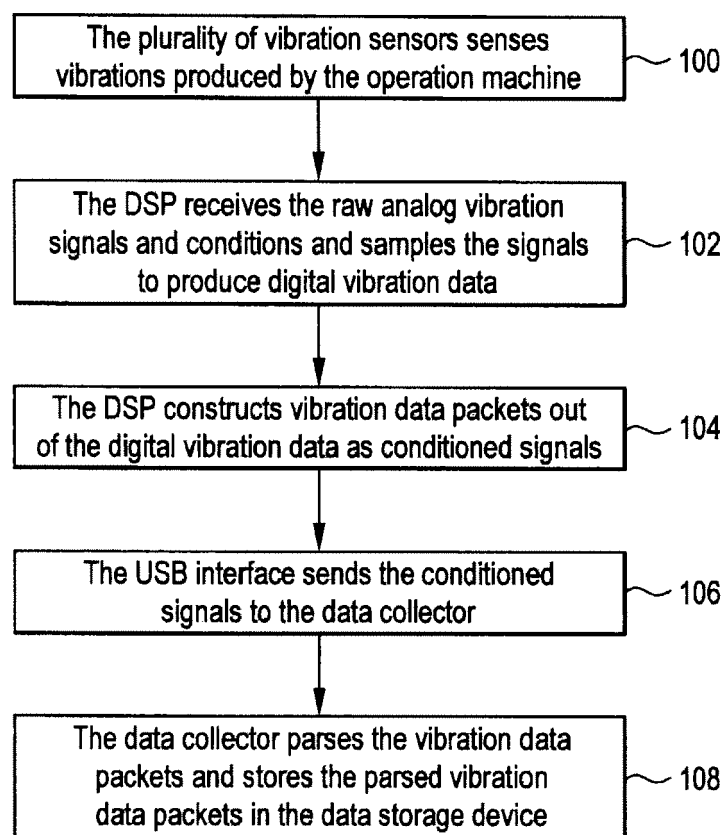 The plurality of vibration sensors senses
vibrations produced by the operation machine
100
The DSP receives the raw analog vibration
signals and conditions and samples the signals
to produce digital vibration data
102
The DSP constructs vibration data packets out
of the digital vibration data as conditioned signals
104
The USB interface sends the conditioned
signals to the data collector
106
The data collector parses the vibration data
packets and stores the parsed vibration
data packets in the data storage device
108